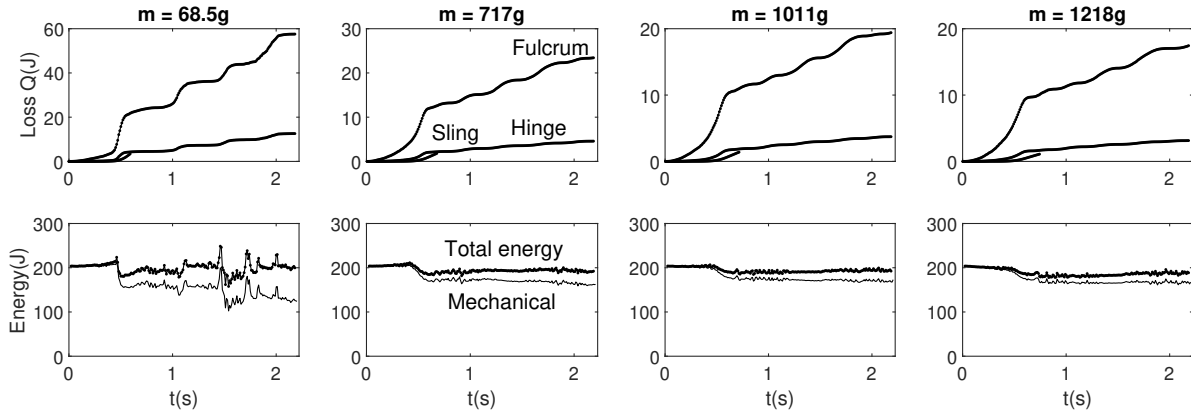 m = 68.5g
m = 717g
m = 1011g
m = 1218g
Loss Q(J)
60
40
20
0
0 1 2
30
20
10
0
0 1 2
Fulcrum
Sling
Hinge
20
10
0
0 1 2
20
10
0
0 1 2
Energy(J)
300
200
100
0
0 1 2
t(s)
300
200
100
0
0 1 2
t(s)
Total energy
Mechanical
300
200
100
0
0 1 2
t(s)
300
200
100
0
0 1 2
t(s)